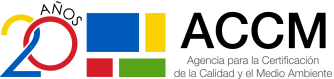 20 AÑOS
ACCM
Agencia para la Certificación
de la Calidad y el Medio Ambiente